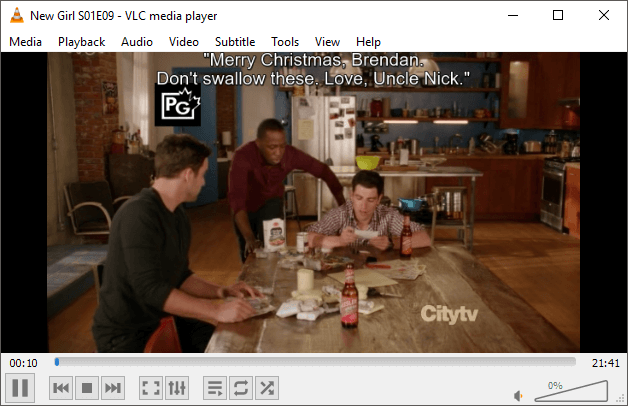 New Girl S01E09 - VLC media player
Media Playback Audio Video Subtitle Tools View Help
"Merry Christmas, Brendan.
Don't swallow these. Love, Uncle Nick."
PG
Citytv
00:10
21:41
0%